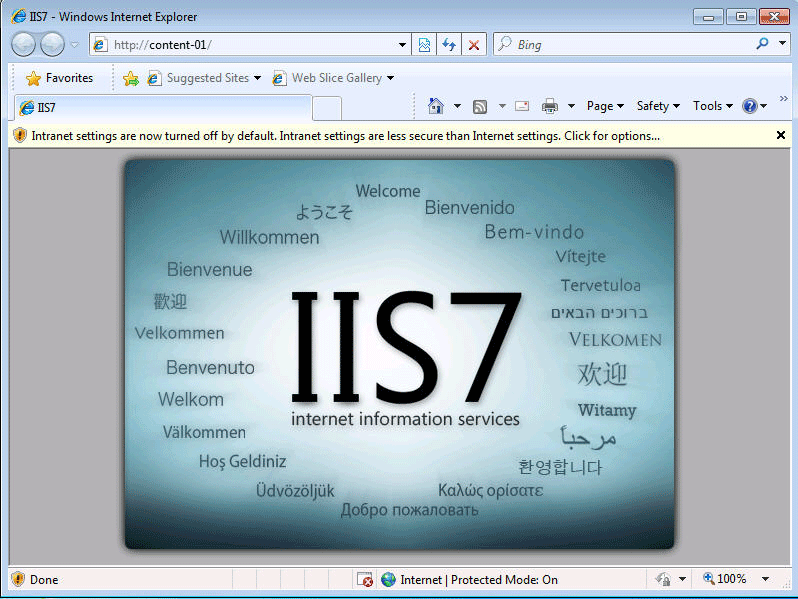 IIS7 - Windows Internet Explorer
http://content-01/
Bing
Favorites
Suggested Sites
Web Slice Gallery
IIS7
Page
Safety
Tools
?
»
Intranet settings are now turned off by default. Intranet settings are less secure than Internet settings. Click for options...
Welcome
ようこそ
Bienvenido
Willkommen
Bem-vindo
Vítejte
Bienvenue
Tervetuloa
歡迎
ברוכים הבאים
Velkommen
VELKOMEN
Benvenuto
欢迎
Welkom
Witamy
Välkommen
مرحباً
Hoş Geldiniz
환영합니다
Üdvözöljük
Καλώς ορίσατε
Добро пожаловать
IIS7
internet information services
Done
Internet | Protected Mode: On
100%